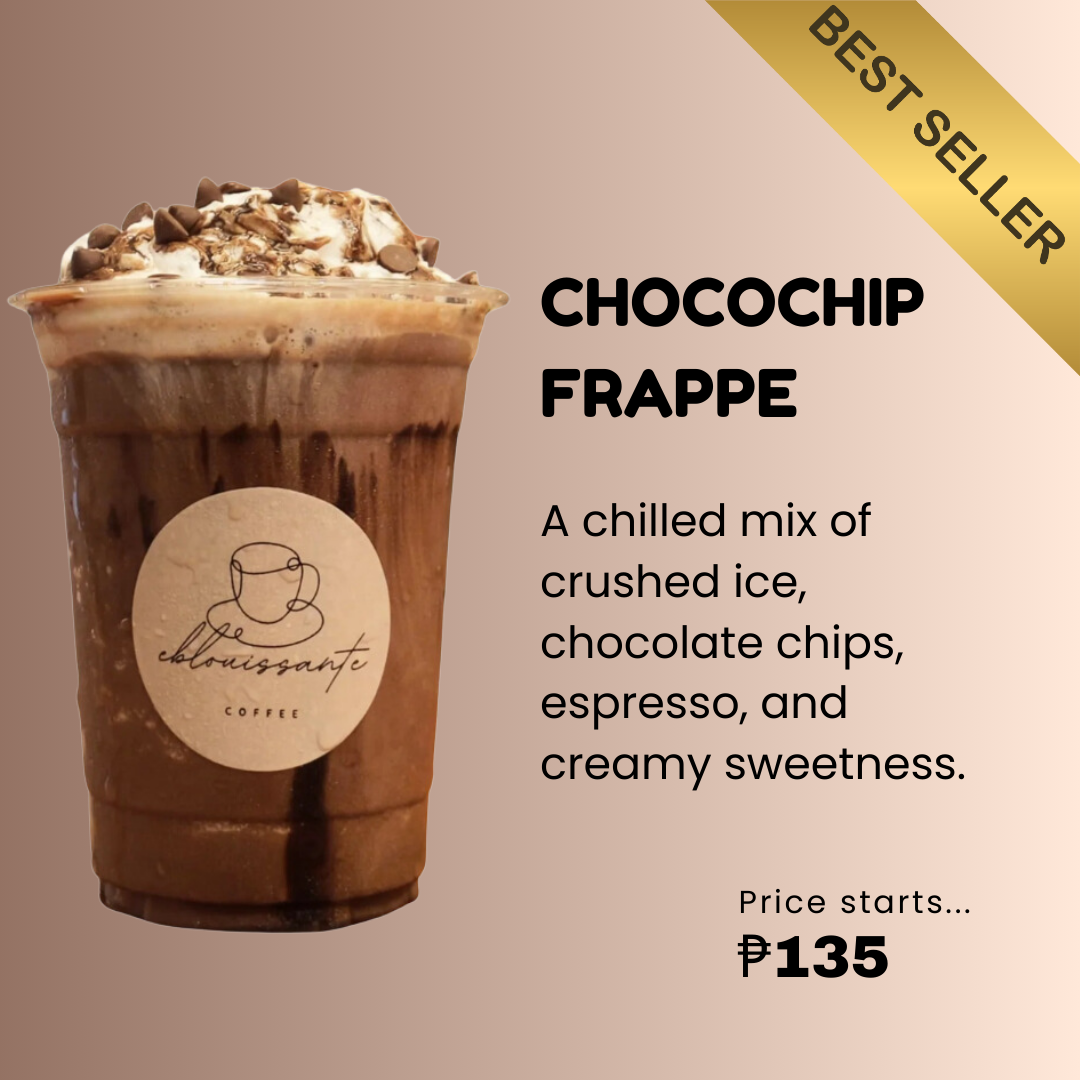 BEST SELLER
CHOCOCHIP
FRAPPE
A chilled mix of
crushed ice,
chocolate chips,
espresso, and
creamy sweetness.
eblouissante
COFFEE
Price starts...
₱135